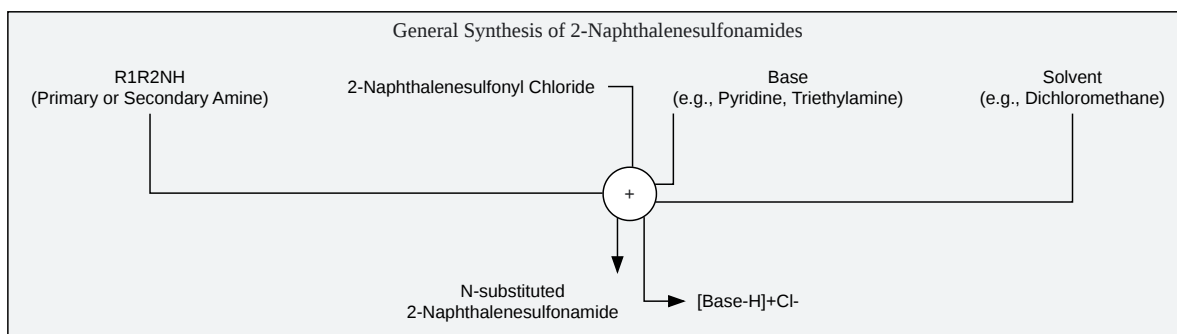 General Synthesis of 2-Naphthalenesulfonamides
R1R2NH
(Primary or Secondary Amine)
2-Naphthalenesulfonyl Chloride
Base
(e.g., Pyridine, Triethylamine)
Solvent
(e.g., Dichloromethane)
+
N-substituted
2-Naphthalenesulfonamide
[Base-H]+Cl-